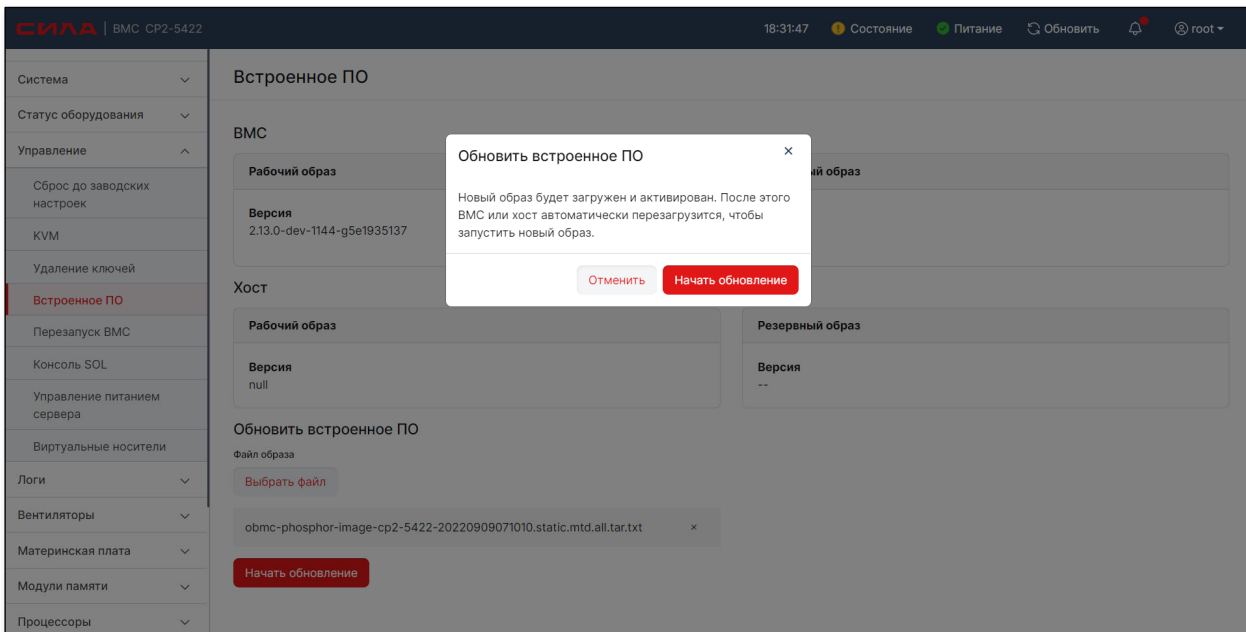 СИЛА | BMC CP2-5422
18:31:47
Состояние
Питание
Обновить
root
Система
Статус оборудования
Управление
Сброс до заводских
настроек
KVM
Удаление ключей
Встроенное ПО
Перезапуск BMC
Консоль SOL
Управление питанием
сервера
Виртуальные носители
Логи
Вентиляторы
Материнская плата
Модули памяти
Процессоры
Встроенное ПО
BMC
Рабочий образ
ый образ
Версия
2.13.0-dev-1144-g5e1935137
Обновить встроенное ПО
×
Новый образ будет загружен и активирован. После этого
BMC или хост автоматически перезагрузится, чтобы
запустить новый образ.
Отменить
Начать обновление
Хост
Рабочий образ
Резервный образ
Версия
null
Версия
--
Обновить встроенное ПО
Файл образа
Выбрать файл
obmc-phosphor-image-cp2-5422-20220909071010.static.mtd.all.tar.txt ×
Начать обновление